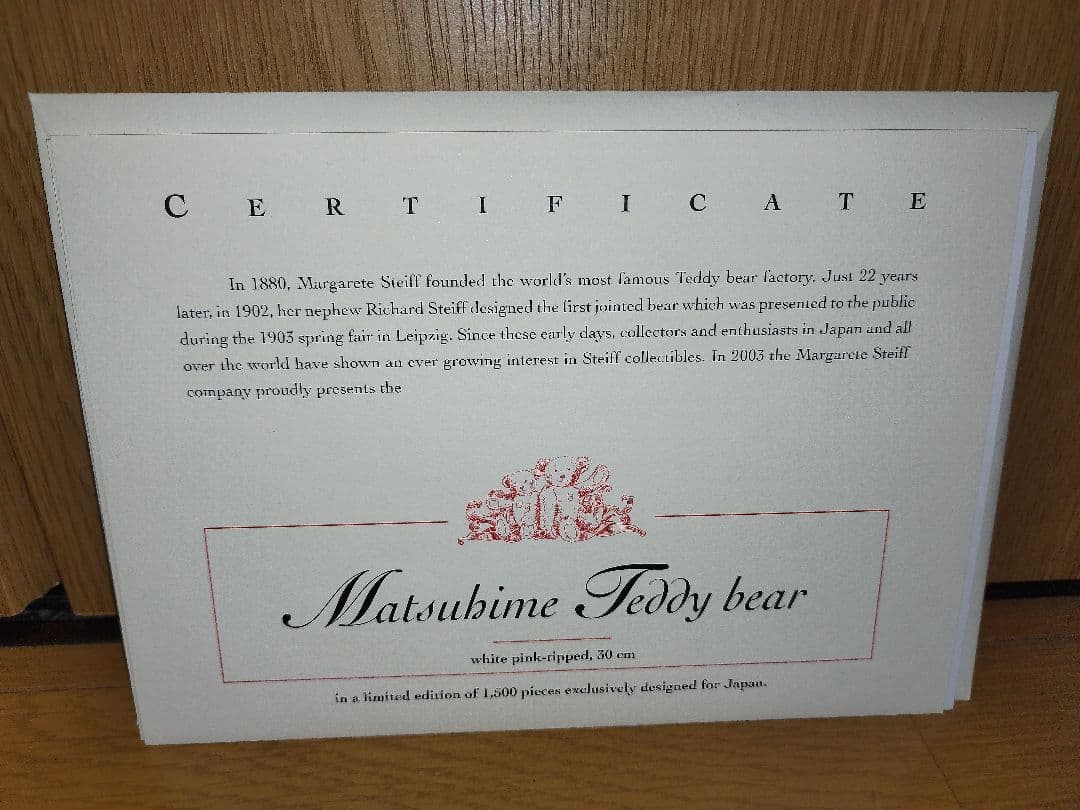 CERTIFICATE
In 1880, Margarete Steiff founded the world's most famous Teddy bear factory. Just 22 years
later, in 1902, her nephew Richard Steiff designed the first jointed bear which was presented to the public
during the 1903 spring fair in Leipzig. Since these early days, collectors and enthusiasts in Japan and all
over the world have shown an ever growing interest in Steiff collectibles. In 2003 the Margarete Steiff
company proudly presents the
Matsuhime Teddy bear
white pink-tipped, 30 cm
in a limited edition of 1,500 pieces exclusively designed for Japan.